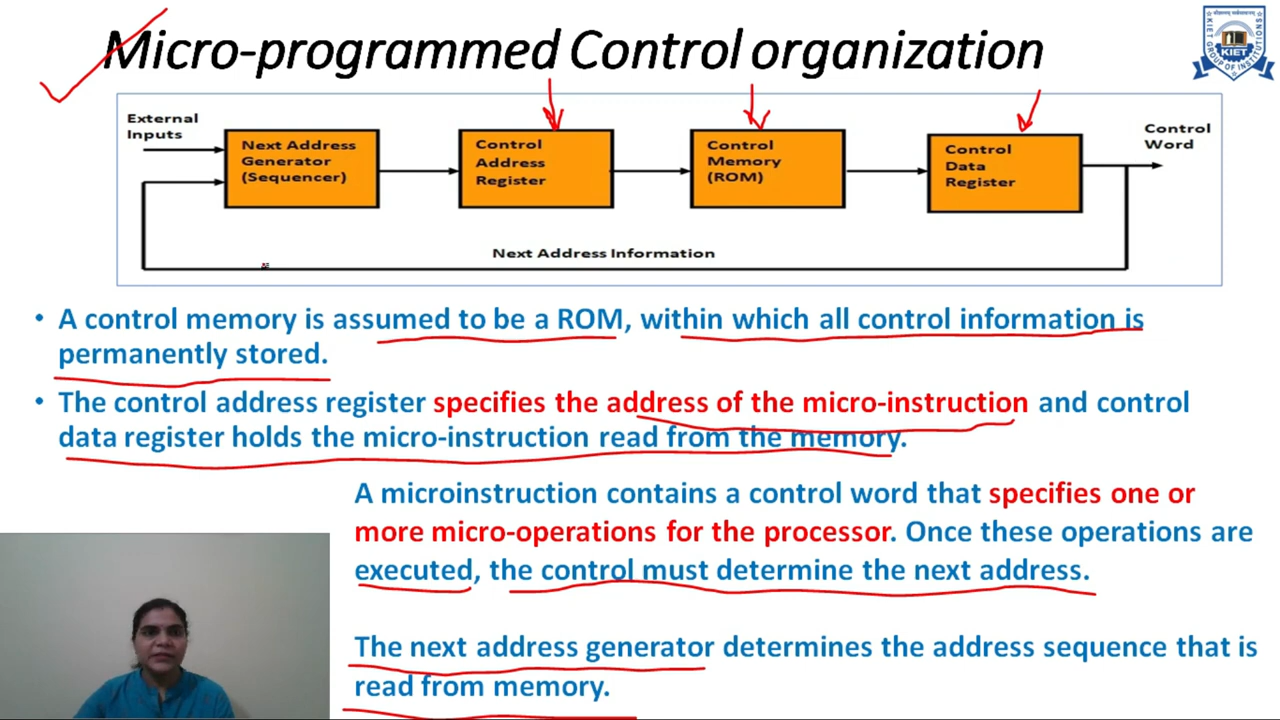 Micro-programmed Control organization
KIET
KIET GROUP OF INSTITUTIONS
External
Inputs
Next Address
Generator
(Sequencer)
Control
Address
Register
Control
Memory
(ROM)
Control
Data
Register
Control
Word
Next Address Information
• A control memory is assumed to be a ROM, within which all control information is
permanently stored.
• The control address register specifies the address of the micro-instruction and control
data register holds the micro-instruction read from the memory.
A microinstruction contains a control word that specifies one or
more micro-operations for the processor. Once these operations are
executed, the control must determine the next address.
The next address generator determines the address sequence that is
read from memory.